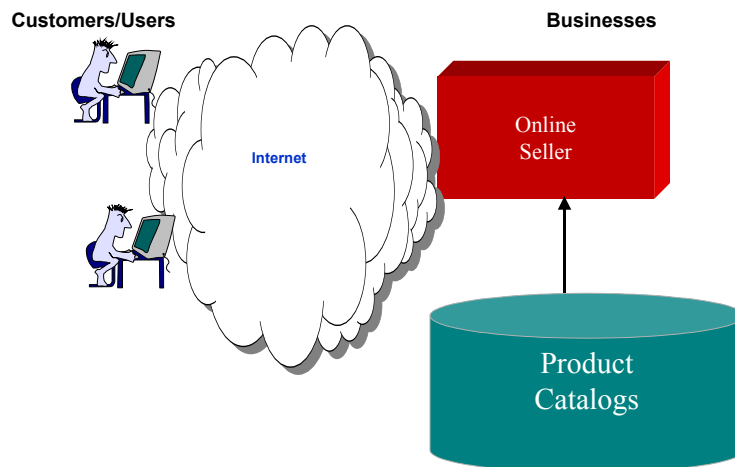 Customers/Users
Businesses
Internet
Online
Seller
Product
Catalogs